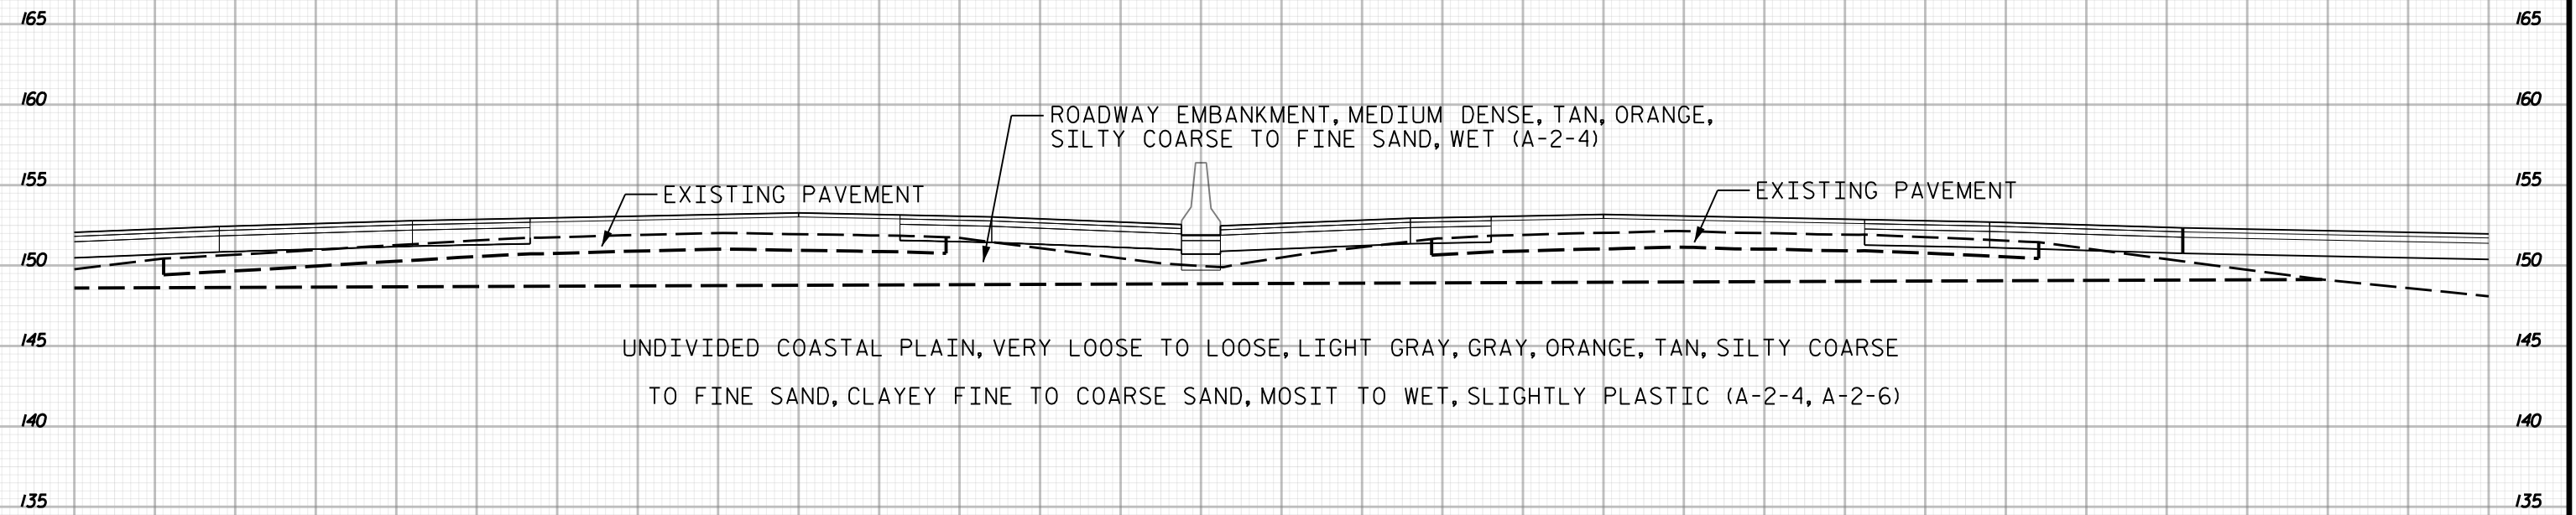 165 165
160 160
ROADWAY EMBANKMENT, MEDIUM DENSE, TAN, ORANGE,
SILTY COARSE TO FINE SAND, WET (A-2-4)
155 155
EXISTING PAVEMENT EXISTING PAVEMENT
150 150
145 145
UNDIVIDED COASTAL PLAIN, VERY LOOSE TO LOOSE, LIGHT GRAY, GRAY, ORANGE, TAN, SILTY COARSE
TO FINE SAND, CLAYEY FINE TO COARSE SAND, MOSIT TO WET, SLIGHTLY PLASTIC (A-2-4, A-2-6)
140 140
135 135